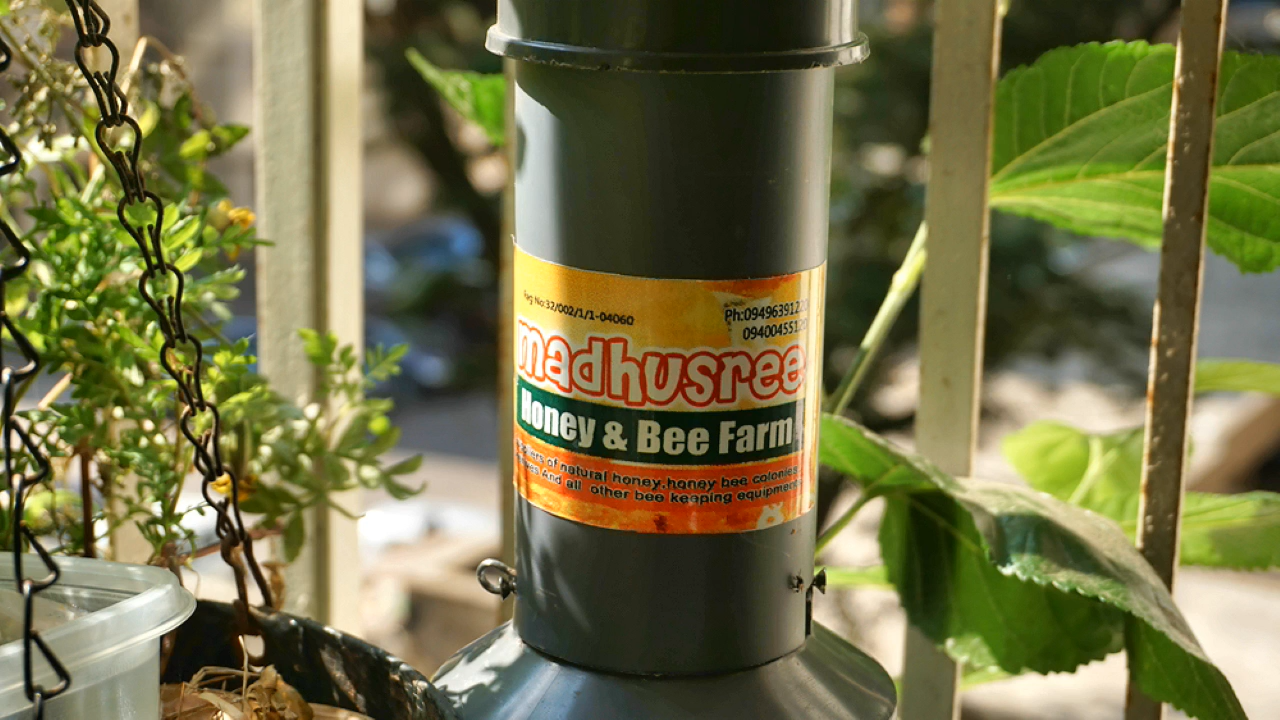 Reg No:32/002/1/1-04060
Ph:09496391220
madhusree
Honey & Bee Farm
of natural honey,honey bee colonies,
And all other bee keeping equipments